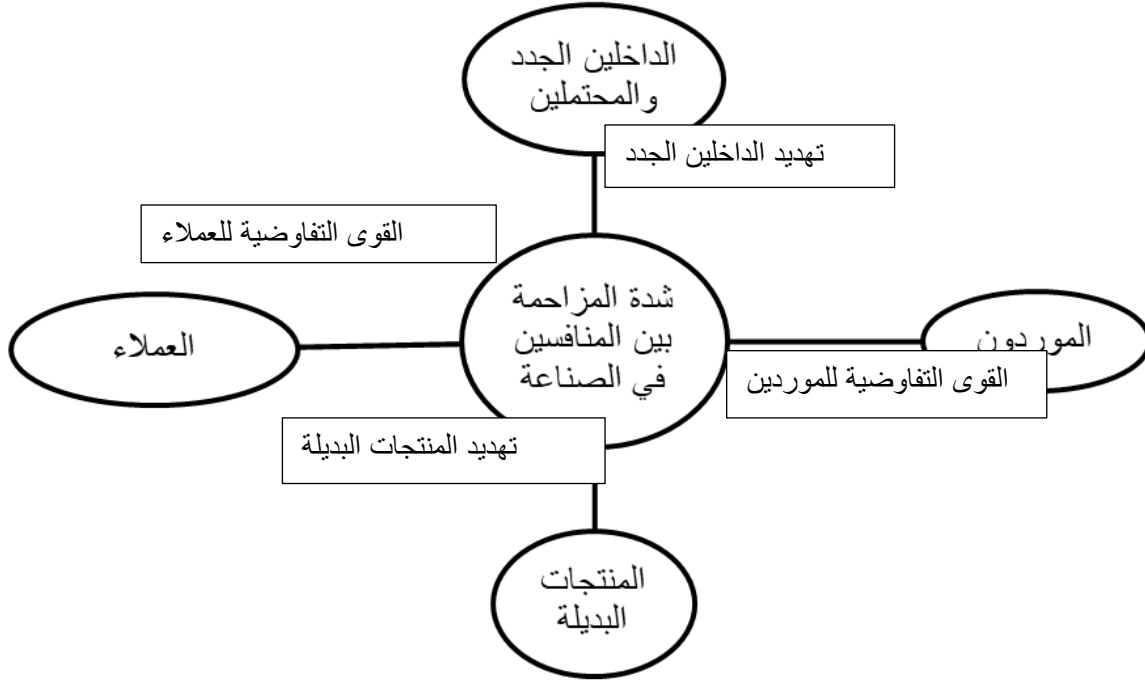 الداخلين الجدد
والمحتملين
تهديد الداخلين الجدد
القوى التفاوضية للعملاء
شدة المزاحمة
بين المنافسين
في الصناعة
الموردون
العملاء
القوى التفاوضية للموردين
تهديد المنتجات البديلة
المنتجات
البديلة